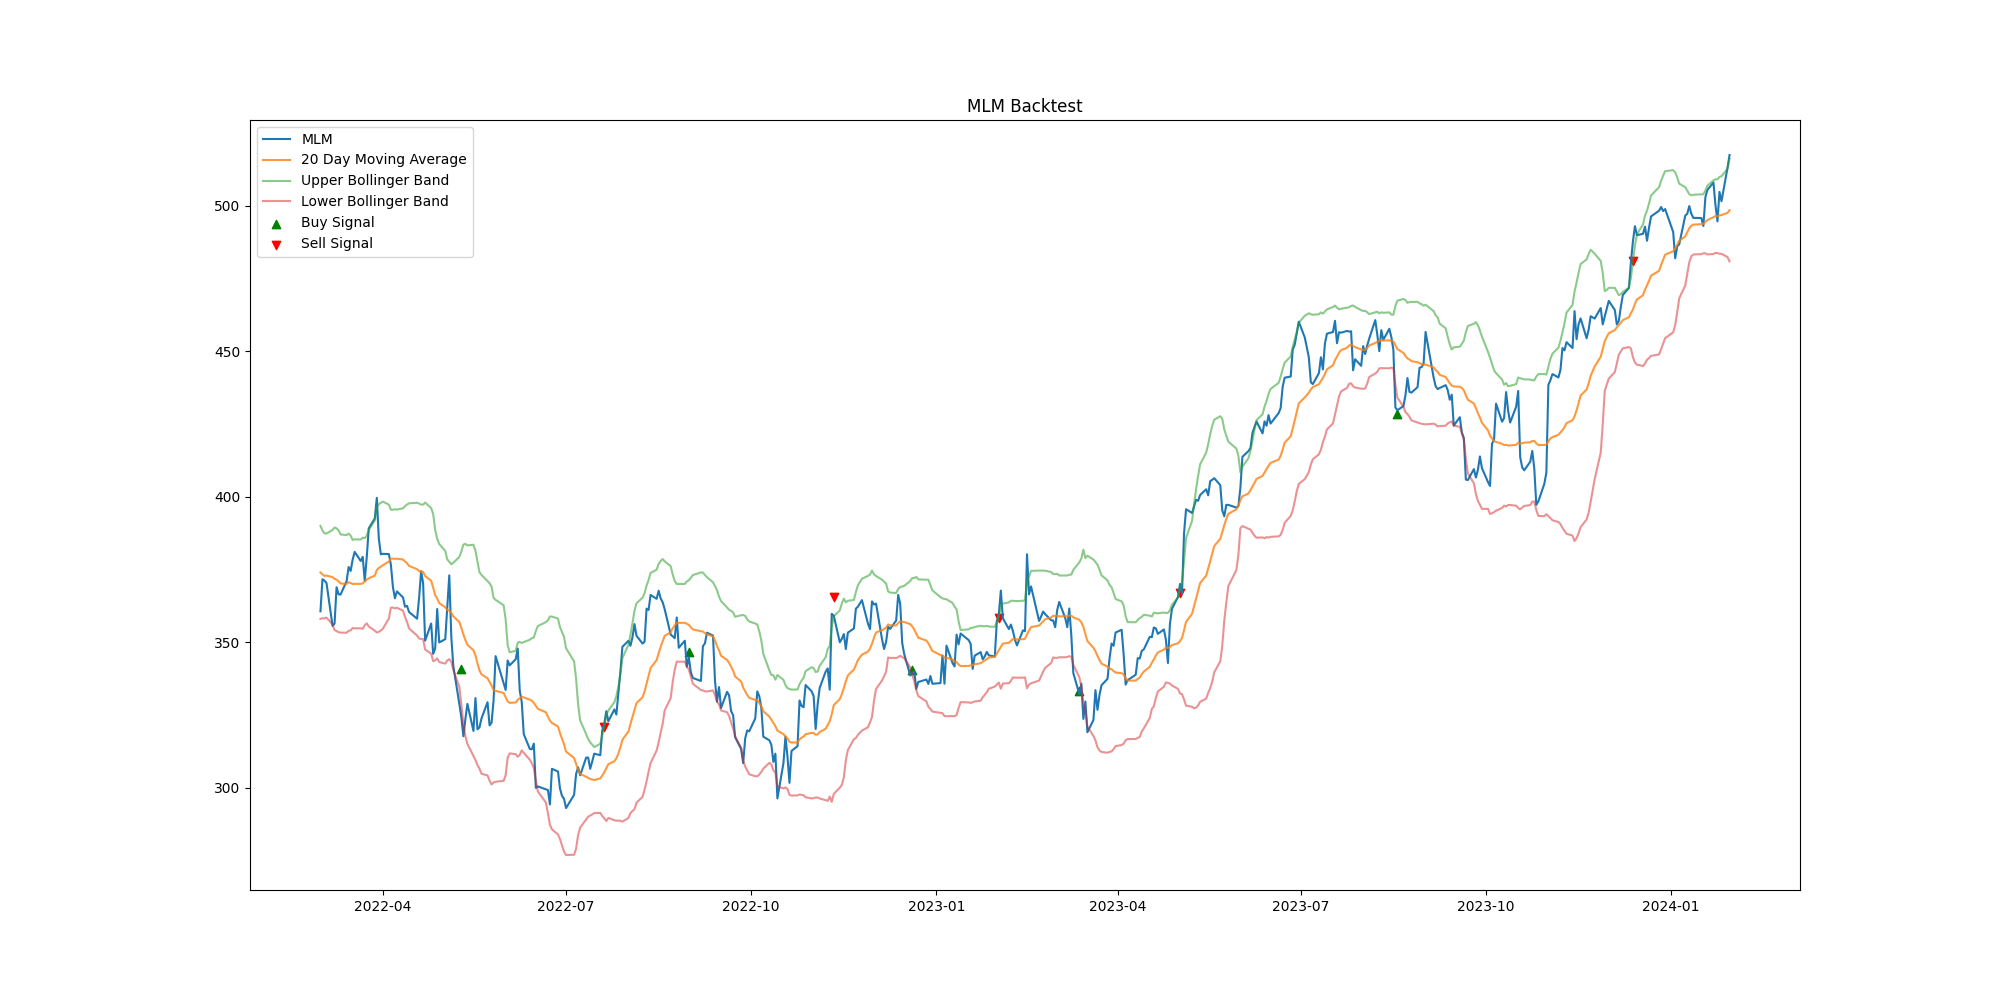 MLM Backtest
MLM
20 Day Moving Average
Upper Bollinger Band
Lower Bollinger Band
Buy Signal
Sell Signal
500
450
400
350
300
2022-04 2022-07 2022-10 2023-01 2023-04 2023-07 2023-10 2024-01